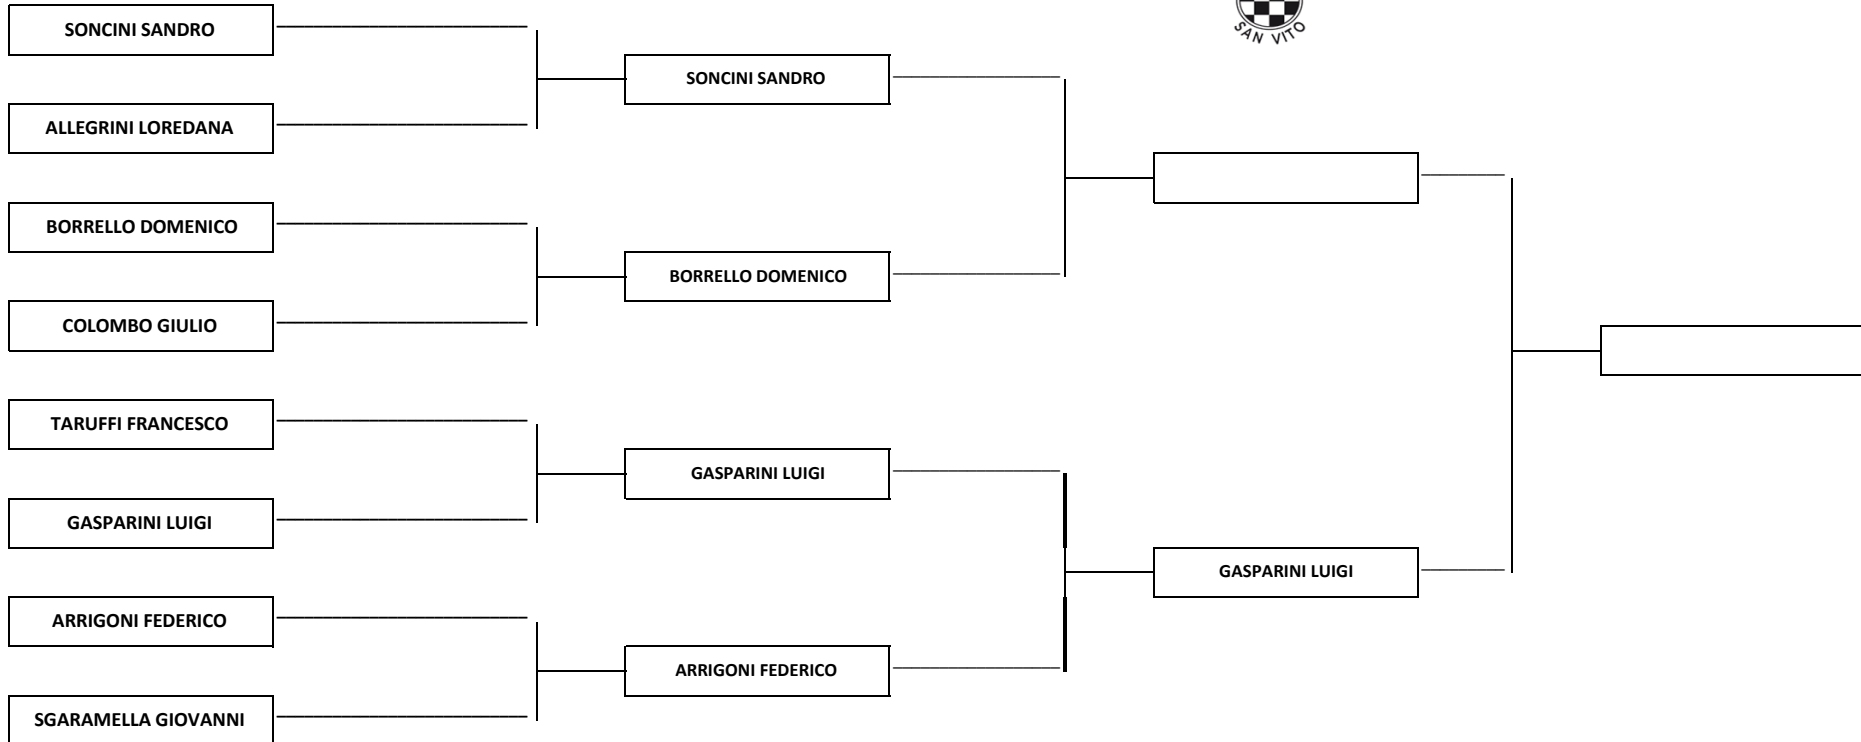 SAN VITO
SONCINI SANDRO
SONCINI SANDRO
ALLEGRINI LOREDANA
BORRELLO DOMENICO
BORRELLO DOMENICO
COLOMBO GIULIO
TARUFFI FRANCESCO
GASPARINI LUIGI
GASPARINI LUIGI
GASPARINI LUIGI
ARRIGONI FEDERICO
ARRIGONI FEDERICO
SGARAMELLA GIOVANNI